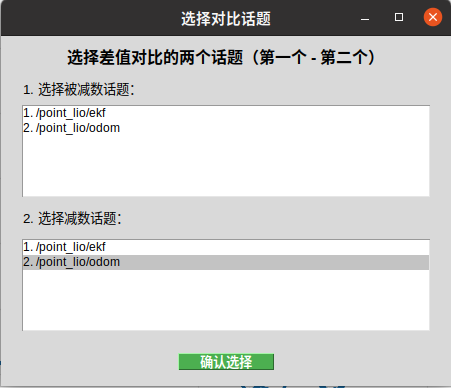 选择对比话题
选择差值对比的两个话题（第一个 - 第二个）
1. 选择被减数话题：
1. /point_lio/ekf
2. /point_lio/odom
2. 选择减数话题：
1. /point_lio/ekf
2. /point_lio/odom
确认选择